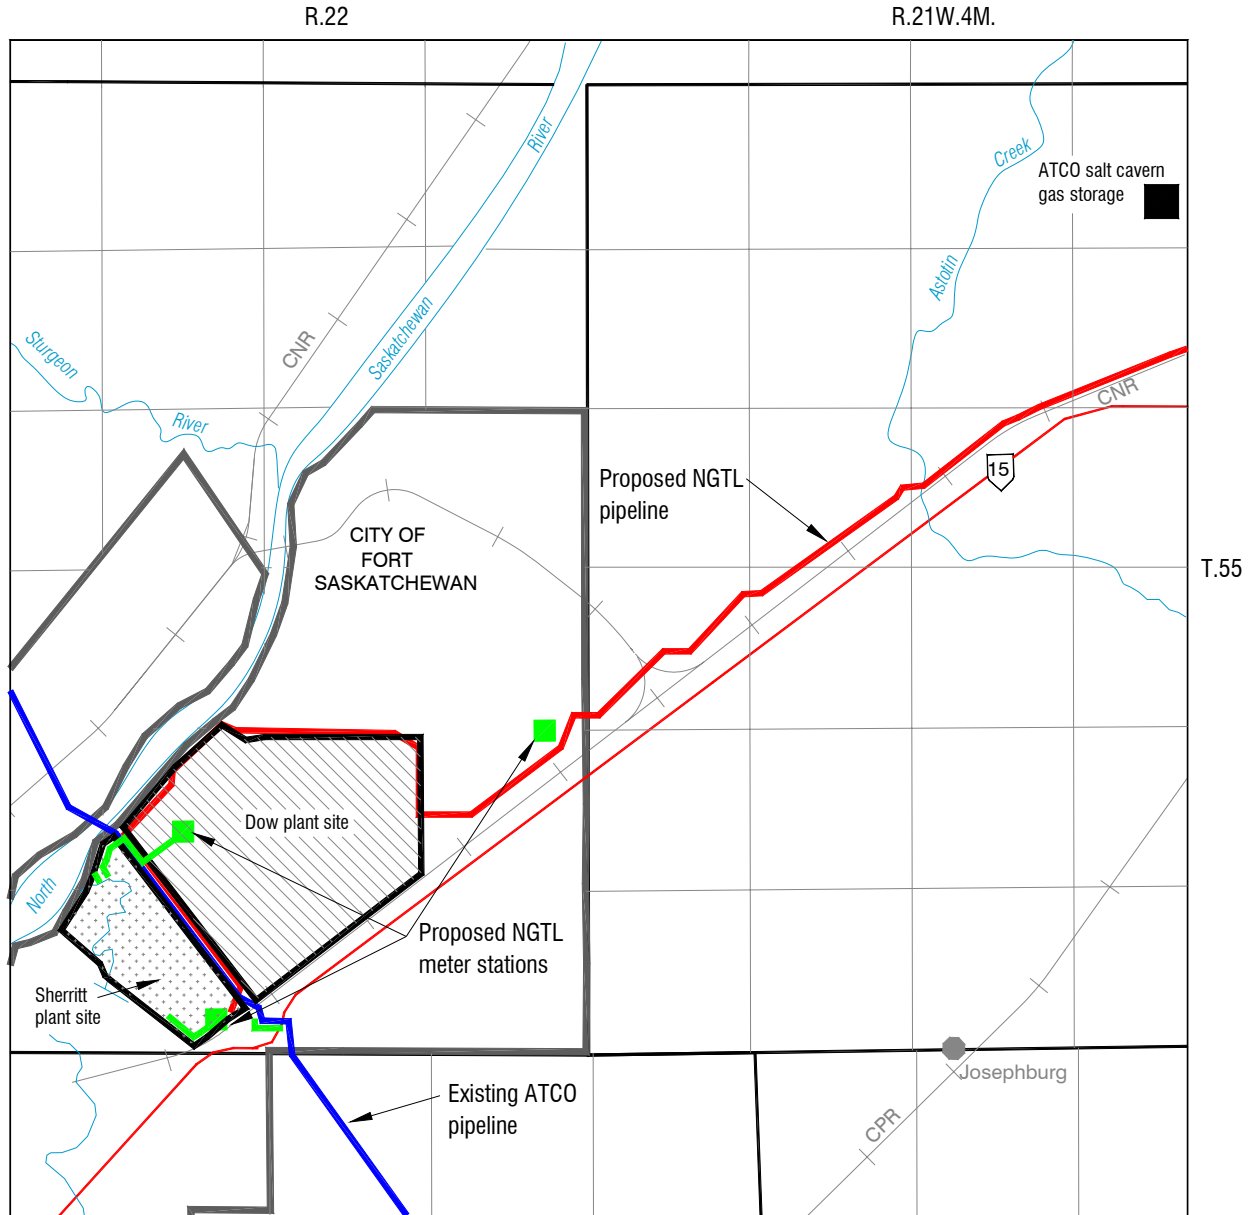 R.22
R.21W.4M.
River
Creek
ATCO salt cavern
gas storage
Astotin
Saskatchewan
CNR
Sturgeon
River
CNR
15
Proposed NGTL
pipeline
CITY OF
FORT
SASKATCHEWAN
T.55
Dow plant site
North
Proposed NGTL
meter stations
Sherritt
plant site
Josephburg
Existing ATCO
pipeline
CPR